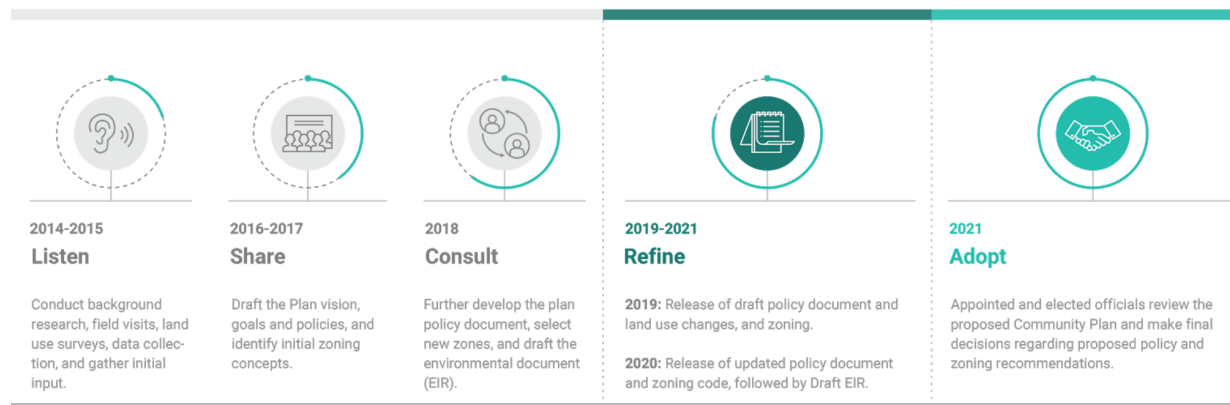 2014-2015
Listen
Conduct background
research, field visits, land
use surveys, data collec-
tion, and gather initial
input.
2016-2017
Share
Draft the Plan vision,
goals and policies, and
identify initial zoning
concepts.
2018
Consult
Further develop the plan
policy document, select
new zones, and draft the
environmental document
(EIR).
2019-2021
Refine
2019: Release of draft policy document and
land use changes, and zoning.
2020: Release of updated policy document
and zoning code, followed by Draft EIR.
2021
Adopt
Appointed and elected officials review the
proposed Community Plan and make final
decisions regarding proposed policy and
zoning recommendations.